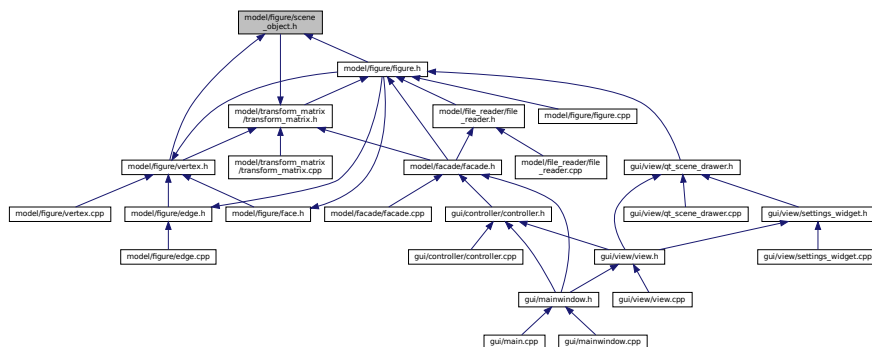 model/figure/scene
_object.h
model/figure/figure.h
model/transform_matrix
/transform_matrix.h
model/file_reader/file
_reader.h
model/figure/figure.cpp
model/figure/vertex.h
model/transform_matrix
/transform_matrix.cpp
model/facade/facade.h
model/file_reader/file
_reader.cpp
gui/view/qt_scene_drawer.h
model/figure/vertex.cpp
model/figure/edge.h
model/figure/face.h
model/facade/facade.cpp
gui/controller/controller.h
gui/view/qt_scene_drawer.cpp
gui/view/settings_widget.h
model/figure/edge.cpp
gui/controller/controller.cpp
gui/view/view.h
gui/view/settings_widget.cpp
gui/mainwindow.h
gui/view/view.cpp
gui/main.cpp
gui/mainwindow.cpp